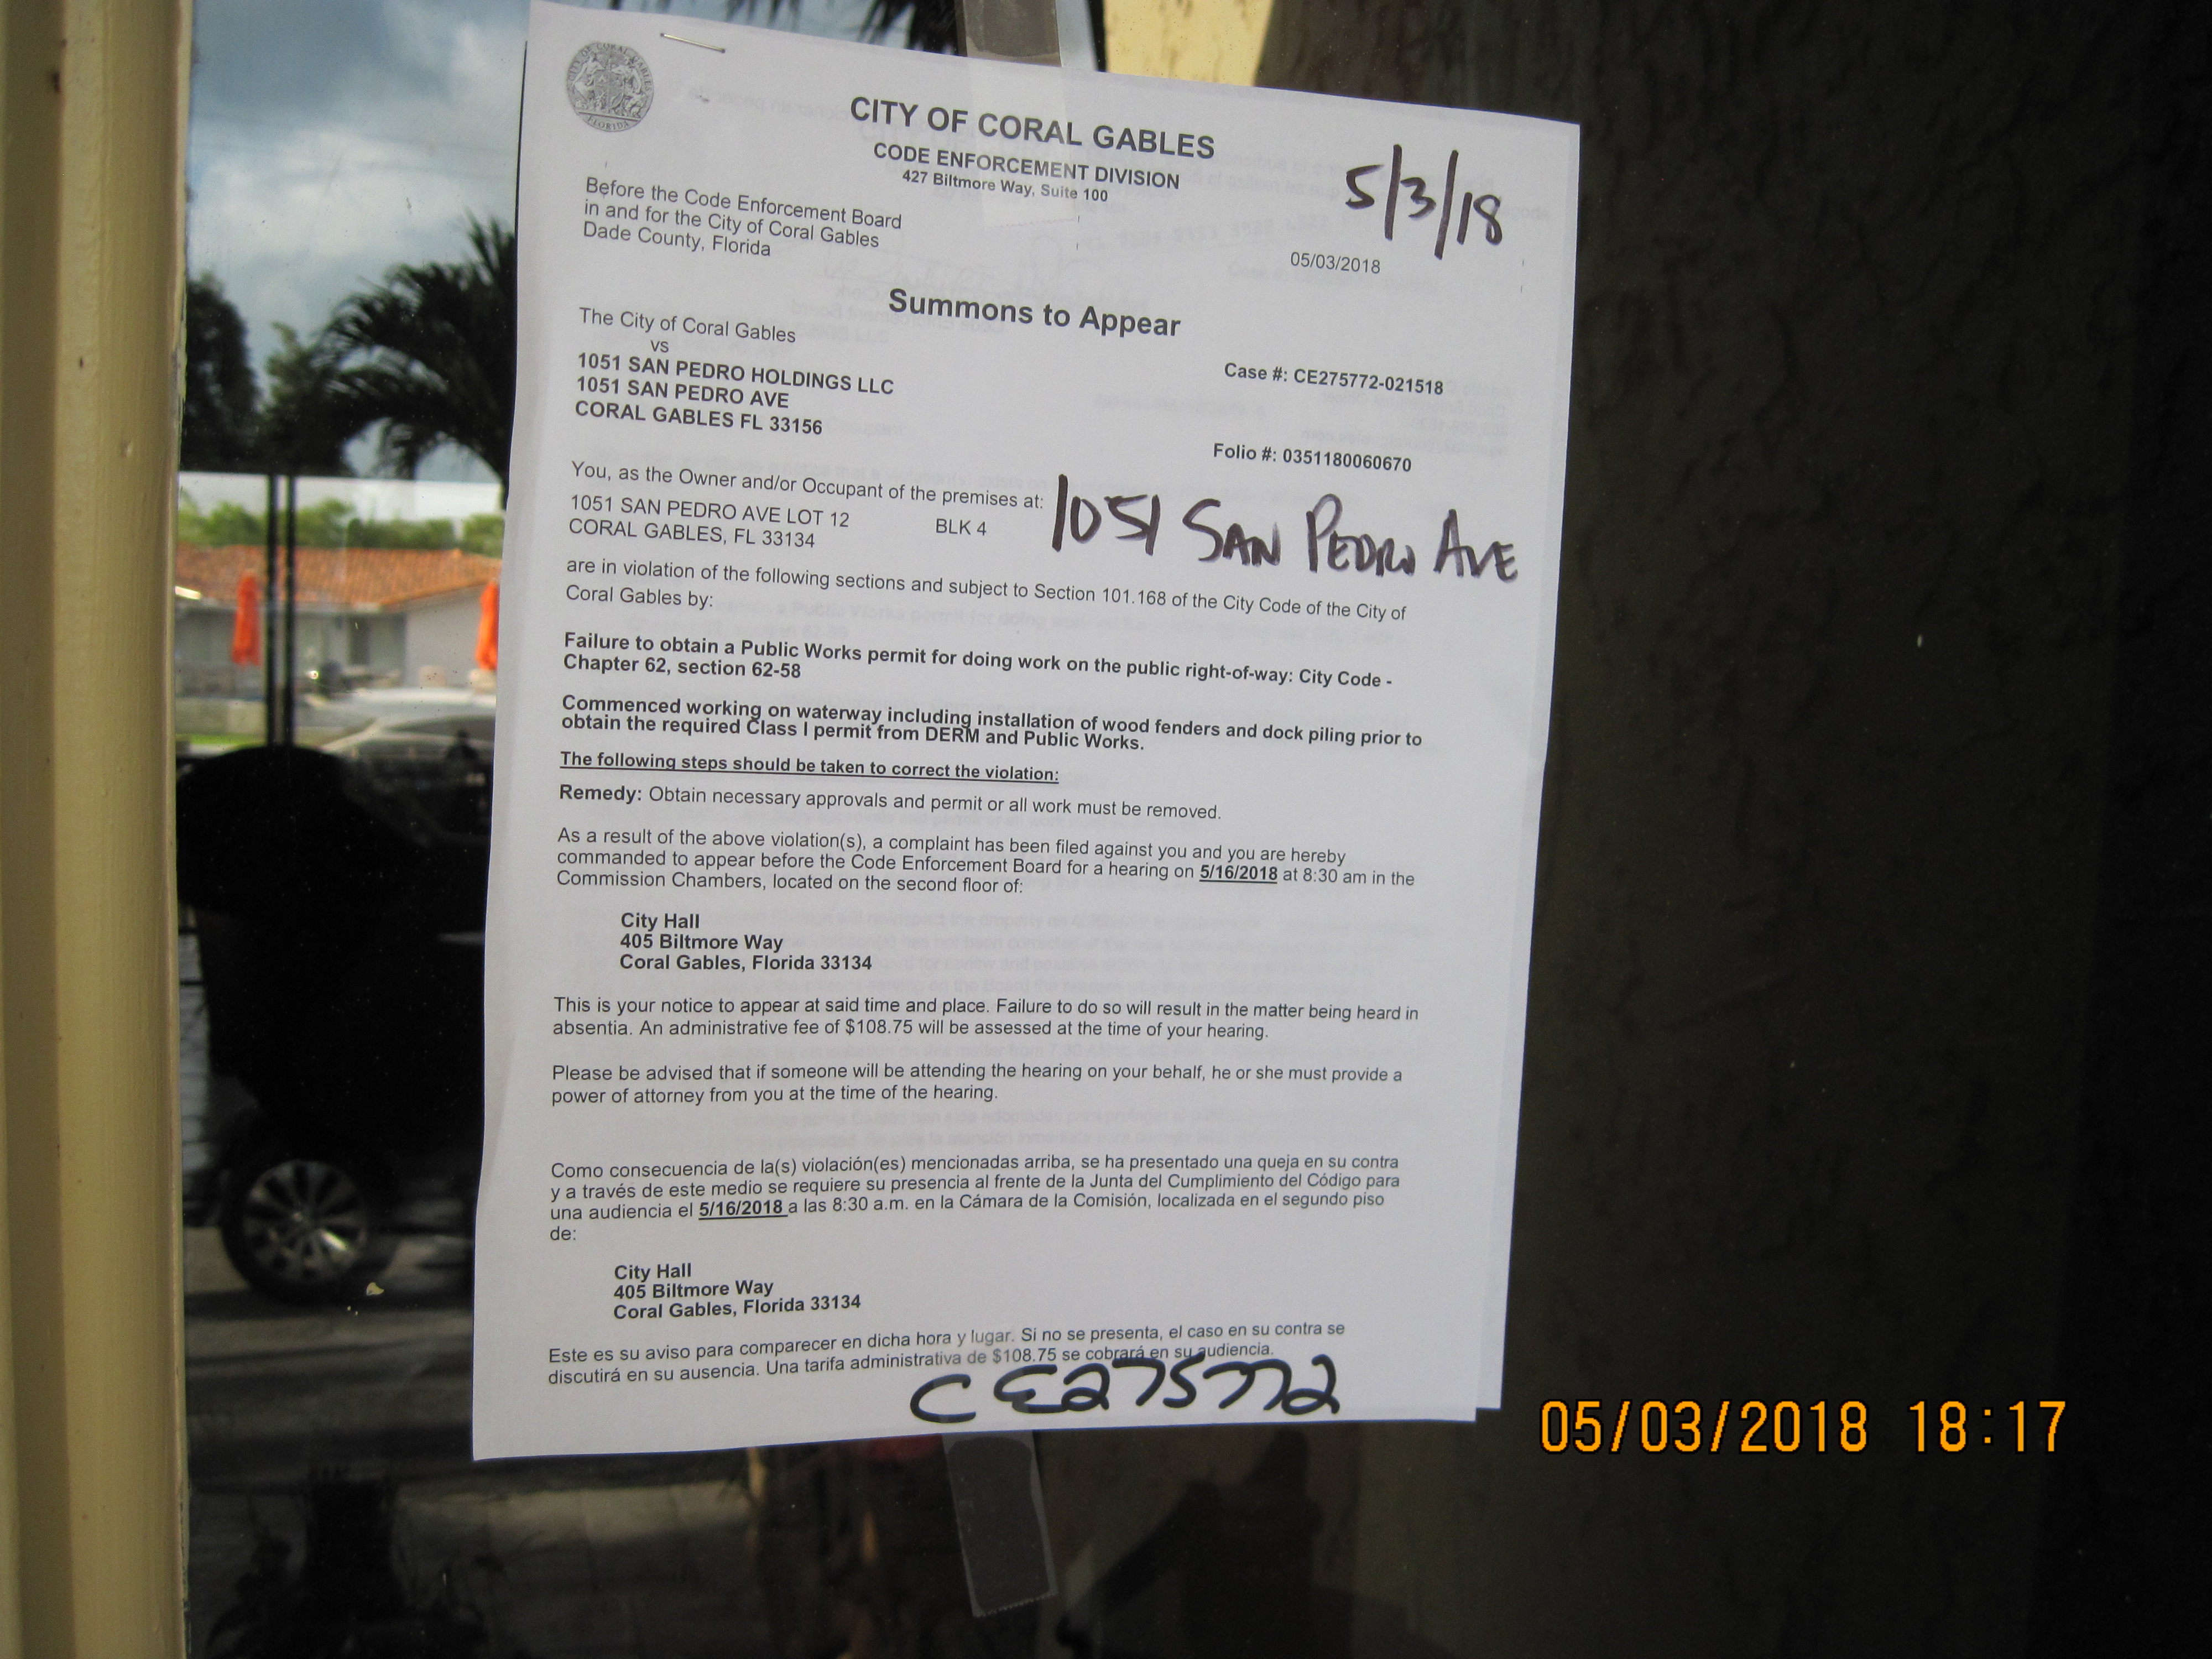 CITY OF CORAL GABLES
FLORIDA
CITY OF CORAL GABLES
CODE ENFORCEMENT DIVISION
427 Biltmore Way, Suite 100
5/3/18
Before the Code Enforcement Board
in and for the City of Coral Gables
Dade County, Florida
05/03/2018
Summons to Appear
The City of Coral Gables
vs
1051 SAN PEDRO HOLDINGS LLC
1051 SAN PEDRO AVE
CORAL GABLES FL 33156
Case #: CE275772-021518
Folio #: 0351180060670
You, as the Owner and/or Occupant of the premises at:
1051 SAN PEDRO AVE LOT 12 BLK 4
CORAL GABLES, FL 33134
1051 SAN PEDRO AVE
are in violation of the following sections and subject to Section 101.168 of the City Code of the City of
Coral Gables by:
Failure to obtain a Public Works permit for doing work on the public right-of-way: City Code -
Chapter 62, section 62-58
Commenced working on waterway including installation of wood fenders and dock piling prior to
obtain the required Class I permit from DERM and Public Works.
The following steps should be taken to correct the violation:
Remedy: Obtain necessary approvals and permit or all work must be removed.
As a result of the above violation(s), a complaint has been filed against you and you are hereby
commanded to appear before the Code Enforcement Board for a hearing on 5/16/2018 at 8:30 am in the
Commission Chambers, located on the second floor of:
City Hall
405 Biltmore Way
Coral Gables, Florida 33134
This is your notice to appear at said time and place. Failure to do so will result in the matter being heard in
absentia. An administrative fee of $108.75 will be assessed at the time of your hearing.
Please be advised that if someone will be attending the hearing on your behalf, he or she must provide a
power of attorney from you at the time of the hearing.
Como consecuencia de la(s) violación(es) mencionadas arriba, se ha presentado una queja en su contra
y a través de este medio se requiere su presencia al frente de la Junta del Cumplimiento del Código para
una audiencia el 5/16/2018 a las 8:30 a.m. en la Cámara de la Comisión, localizada en el segundo piso
de:
City Hall
405 Biltmore Way
Coral Gables, Florida 33134
Este es su aviso para comparecer en dicha hora y lugar. Si no se presenta, el caso en su contra se
discutirá en su ausencia. Una tarifa administrativa de $108.75 se cobrará en su audiencia.
CE275772
05/03/2018 18:17